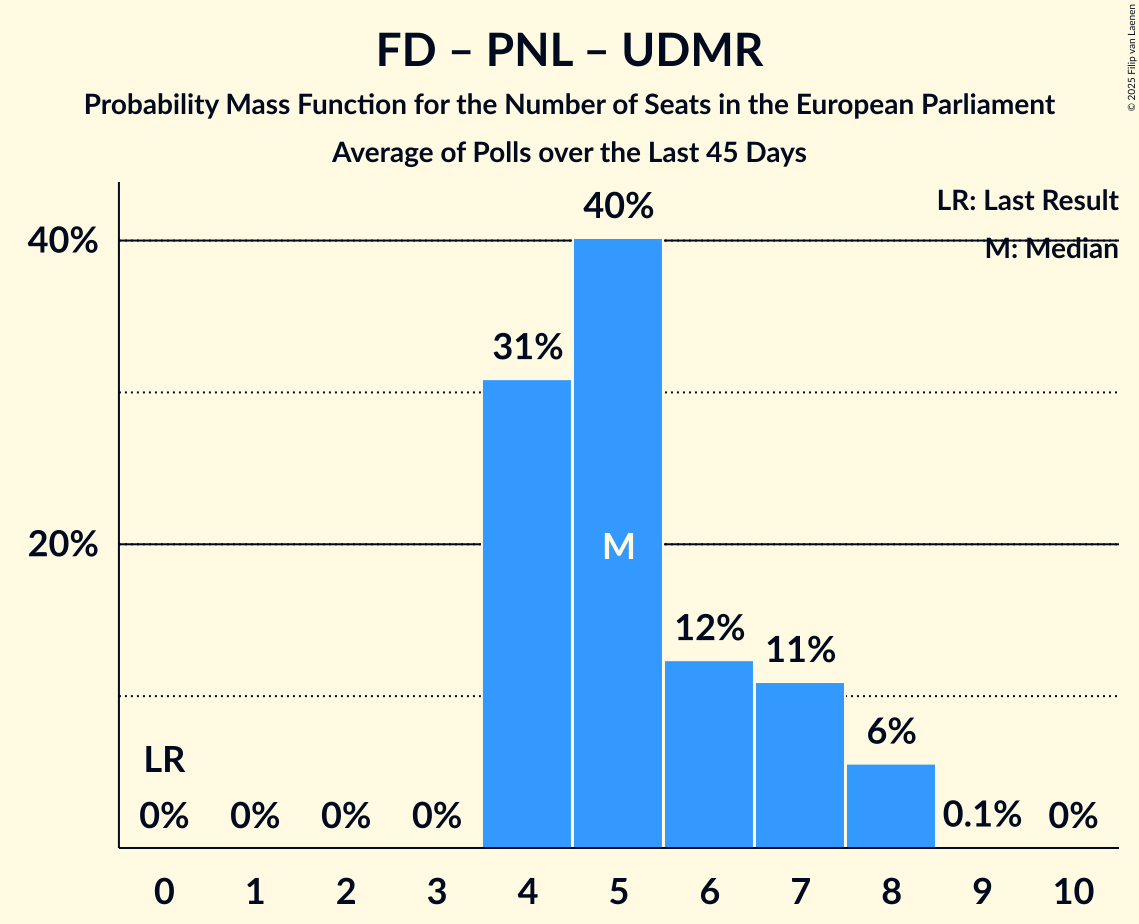 FD – PNL – UDMR
Probability Mass Function for the Number of Seats in the European Parliament
Average of Polls over the Last 45 Days
© 2025 Filip van Laenen
LR: Last Result
M: Median
40%
20%
LR
0%
0%
0%
0%
31%
40%
M
12%
11%
6%
0.1%
0%
0 1 2 3 4 5 6 7 8 9 10